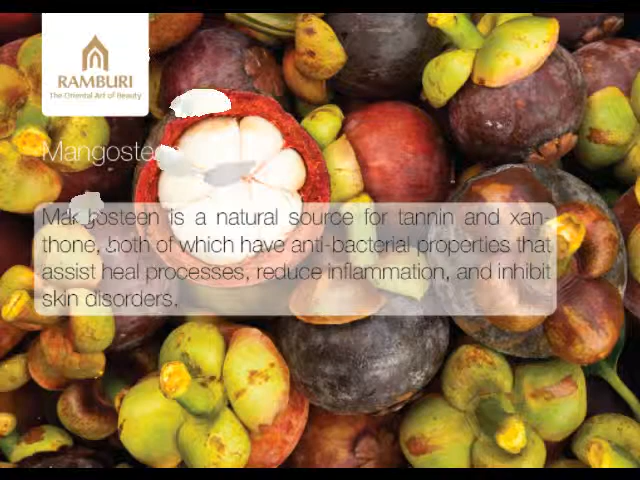 RAMBURI
The Oriental Art of Beauty
Mangosteen
Mangosteen is a natural source for tannin and xan-
thone, both of which have anti-bacterial properties that
assist heal processes, reduce inflammation, and inhibit
skin disorders.